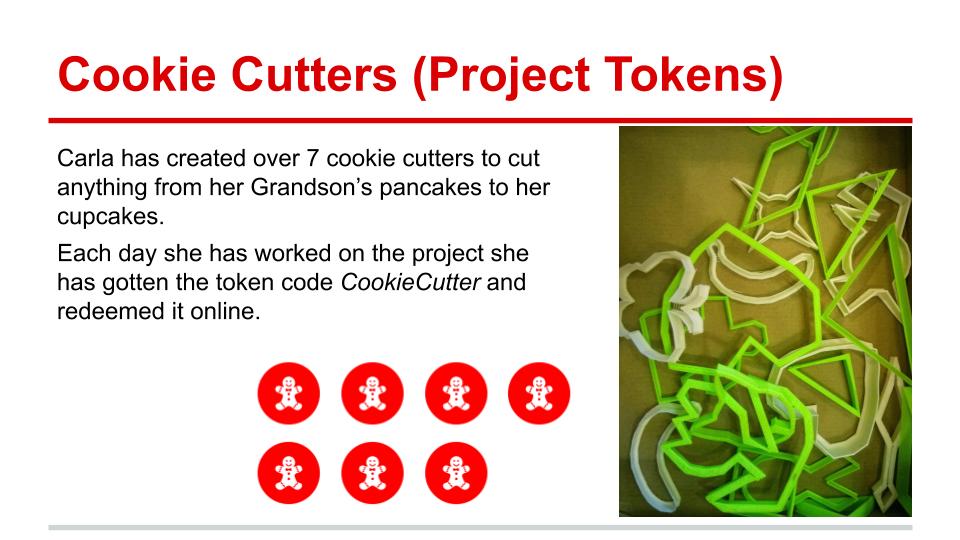 Cookie Cutters (Project Tokens)
Carla has created over 7 cookie cutters to cut
anything from her Grandson’s pancakes to her
cupcakes.
Each day she has worked on the project she
has gotten the token code CookieCutter and
redeemed it online.